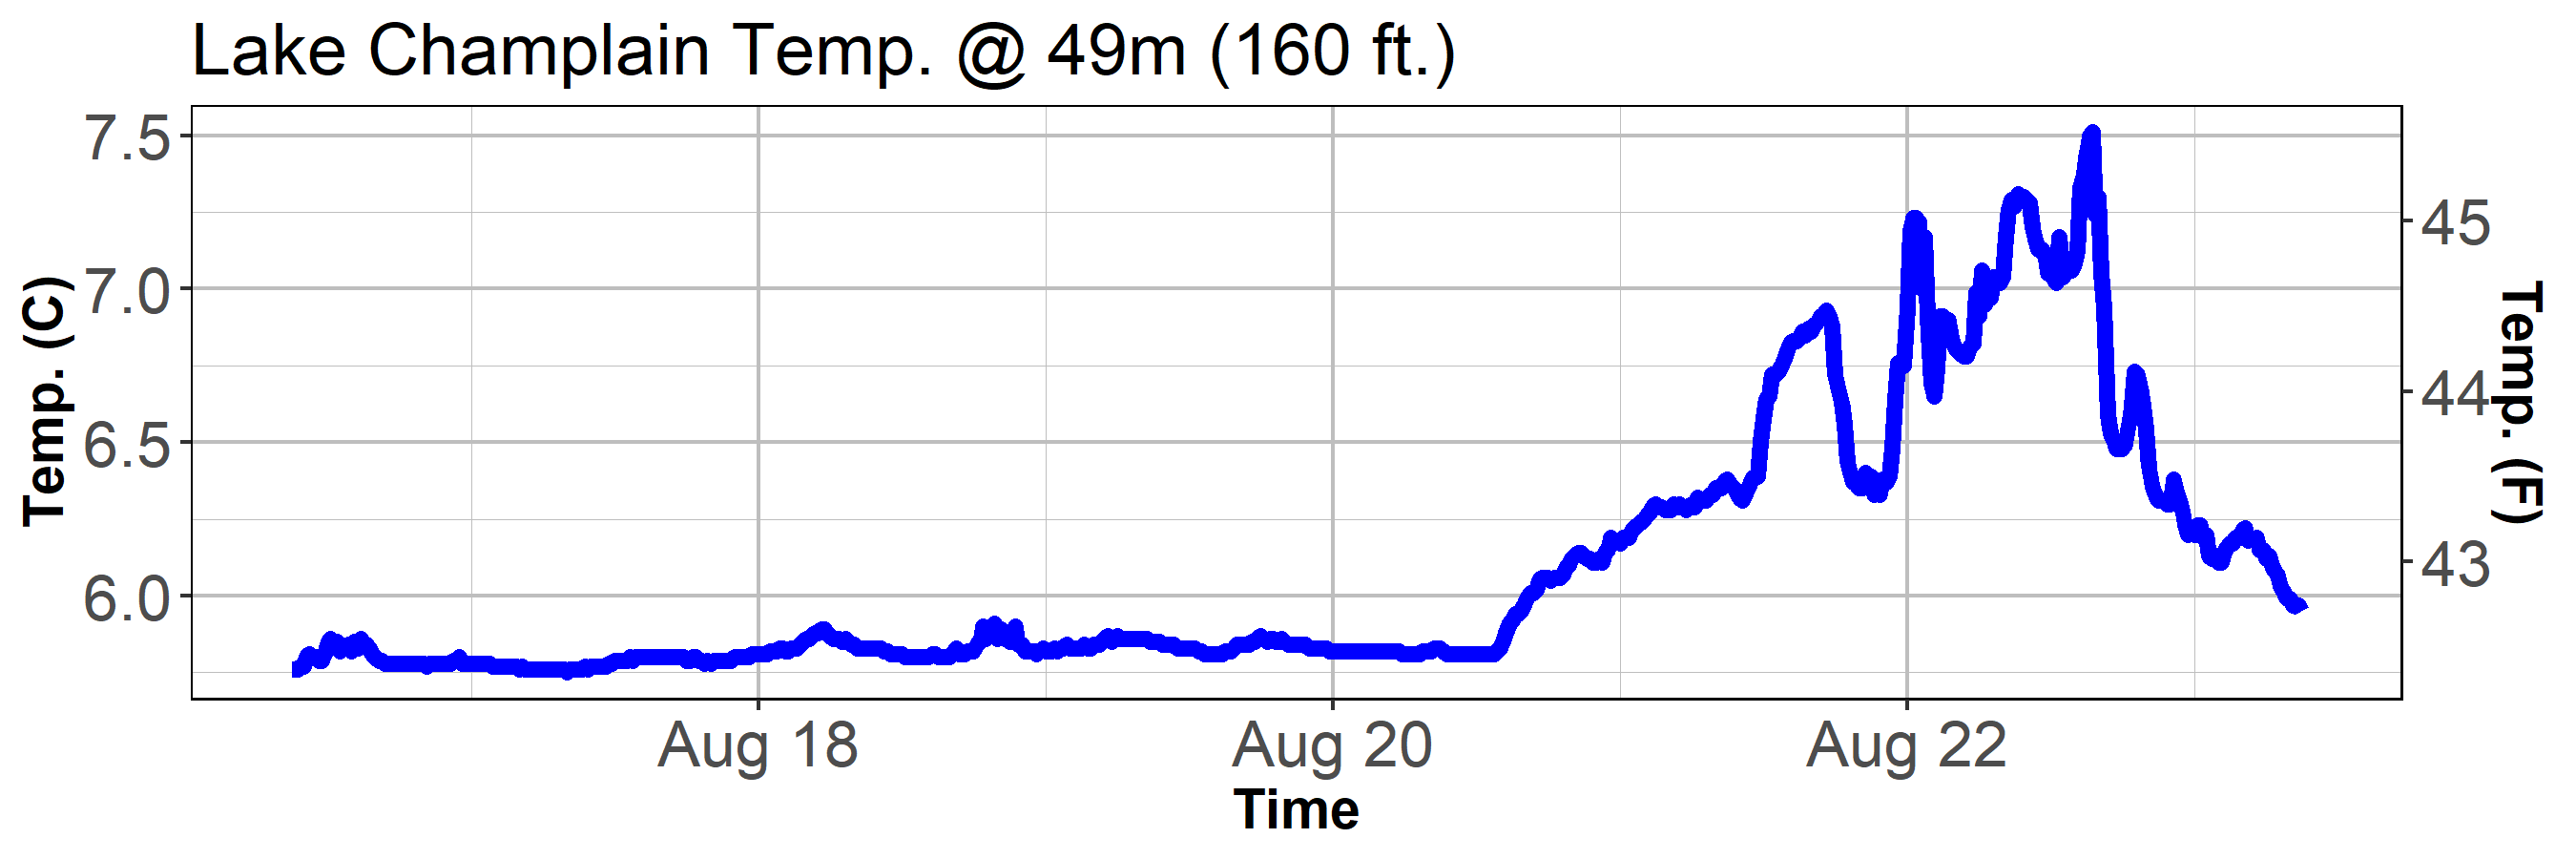 Lake Champlain Temp. @ 49m (160 ft.)
7.5
7.0
6.5
6.0
Temp. (C)
45
44
43
Temp. (F)
Aug 18 Aug 20 Aug 22
Time